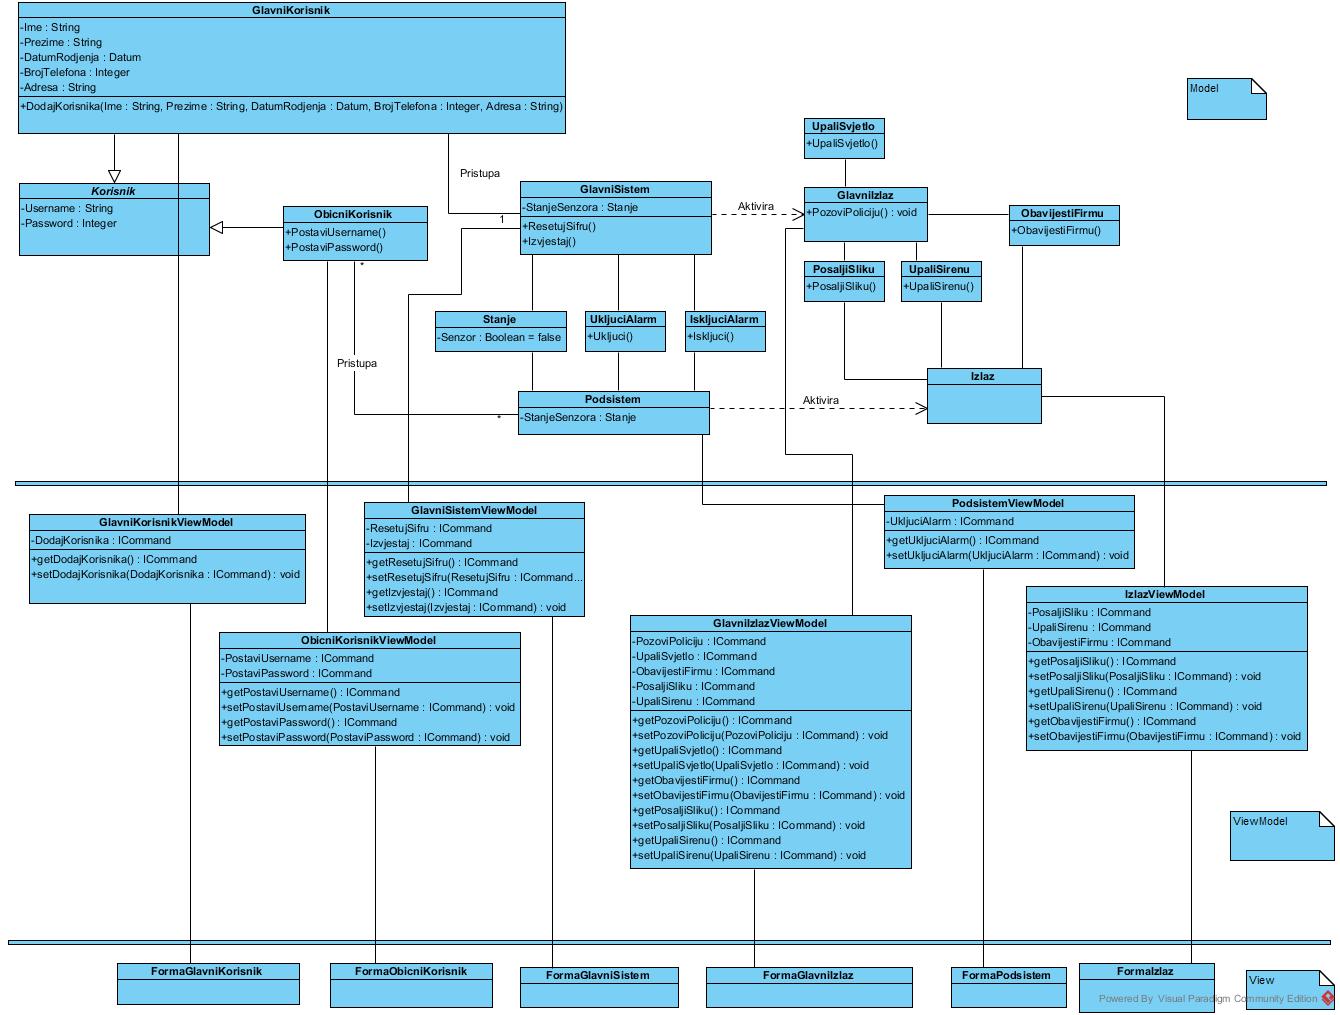 GlavniKorisnik
-Ime : String
-Prezime : String
-DatumRodjenja : Datum
-BrojTelefona : Integer
-Adresa : String
+DodajKorisnika(Ime : String, Prezime : String, DatumRodjenja : Datum, BrojTelefona : Integer, Adresa : String)
Model
UpaliSvjetlo
+UpaliSvjetlo()
Pristupa
Korisnik
-Username : String
-Password : Integer
ObicniKorisnik
+PostaviUsername()
+PostaviPassword()
*
1
GlavniSistem
-StanjeSenzora : Stanje
+ResetujSifru()
+Izvjestaj()
Aktivira
GlavniIzlaz
+PozoviPoliciju() : void
ObavijestiFirmu
+ObavijestiFirmu()
PosaljiSliku
+PosaljiSliku()
UpaliSirenu
+UpaliSirenu()
Stanje
-Senzor : Boolean = false
UkljuciAlarm
+Ukljuci()
IskljuciAlarm
+Iskljuci()
Pristupa
*
Podsistem
-StanjeSenzora : Stanje
Aktivira
Izlaz
GlavniKorisnikViewModel
-DodajKorisnika : ICommand
+getDodajKorisnika() : ICommand
+setDodajKorisnika(DodajKorisnika : ICommand) : void
GlavniSistemViewModel
-ResetujSifru : ICommand
-Izvjestaj : ICommand
+getResetujSifru() : ICommand
+setResetujSifru(ResetujSifru : ICommand...
+getIzvjestaj() : ICommand
+setIzvjestaj(Izvjestaj : ICommand) : void
PodsistemViewModel
-UkljuciAlarm : ICommand
+getUkljuciAlarm() : ICommand
+setUkljuciAlarm(UkljuciAlarm : ICommand) : void
ObicniKorisnikViewModel
-PostaviUsername : ICommand
-PostaviPassword : ICommand
+getPostaviUsername() : ICommand
+setPostaviUsername(PostaviUsername : ICommand) : void
+getPostaviPassword() : ICommand
+setPostaviPassword(PostaviPassword : ICommand) : void
GlavniIzlazViewModel
-PozoviPoliciju : ICommand
-UpaliSvjetlo : ICommand
-ObavijestiFirmu : ICommand
-PosaljiSliku : ICommand
-UpaliSirenu : ICommand
+getPozoviPoliciju() : ICommand
+setPozoviPoliciju(PozoviPoliciju : ICommand) : void
+getUpaliSvjetlo() : ICommand
+setUpaliSvjetlo(UpaliSvjetlo : ICommand) : void
+getObavijestiFirmu() : ICommand
+setObavijestiFirmu(ObavijestiFirmu : ICommand) : void
+getPosaljiSliku() : ICommand
+setPosaljiSliku(PosaljiSliku : ICommand) : void
+getUpaliSirenu() : ICommand
+setUpaliSirenu(UpaliSirenu : ICommand) : void
IzlazViewModel
-PosaljiSliku : ICommand
-UpaliSirenu : ICommand
-ObavijestiFirmu : ICommand
+getPosaljiSliku() : ICommand
+setPosaljiSliku(PosaljiSliku : ICommand) : void
+getUpaliSirenu() : ICommand
+setUpaliSirenu(UpaliSirenu : ICommand) : void
+getObavijestiFirmu() : ICommand
+setObavijestiFirmu(ObavijestiFirmu : ICommand) : void
ViewModel
FormaGlavniKorisnik
FormaObicniKorisnik
FormaGlavniSistem
FormaGlavniIzlaz
FormaPodsistem
FormaIzlaz
View
Powered By Visual Paradigm Community Edition